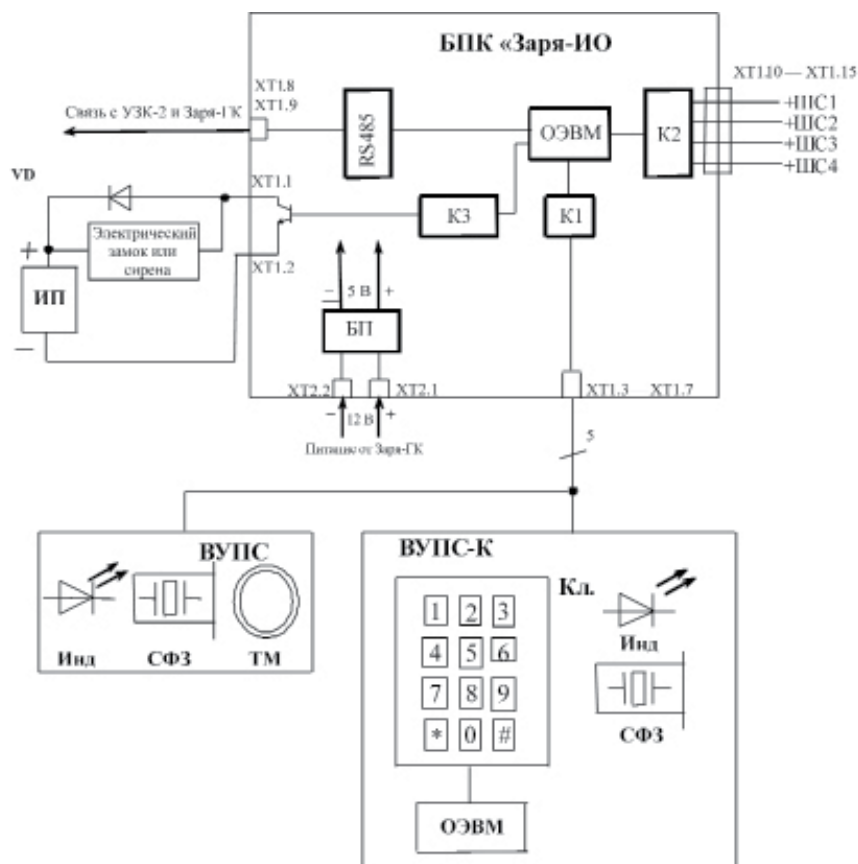 БПК «Заря-ИО
XT1.8
XT1.9
XT1.10 — XT1.15
Связь с УЗК-2 и Заря-ГК
RS485
ОЭВМ
К2
+ШС1
+ШС2
+ШС3
+ШС4
VD
XT1.1
К3
К1
Электрический
замок или
сирена
+
ИП
—
XT1.2
− 5 В +
БП
XT2.2
XT2.1
XT1.3 — XT1.7
− 12 В +
Питание от Заря-ГК
5
ВУПС
Инд
СФЗ
ТМ
ВУПС-К
Кл.
1 2 3
4 5 6
7 8 9
* 0 #
Инд
СФЗ
ОЭВМ